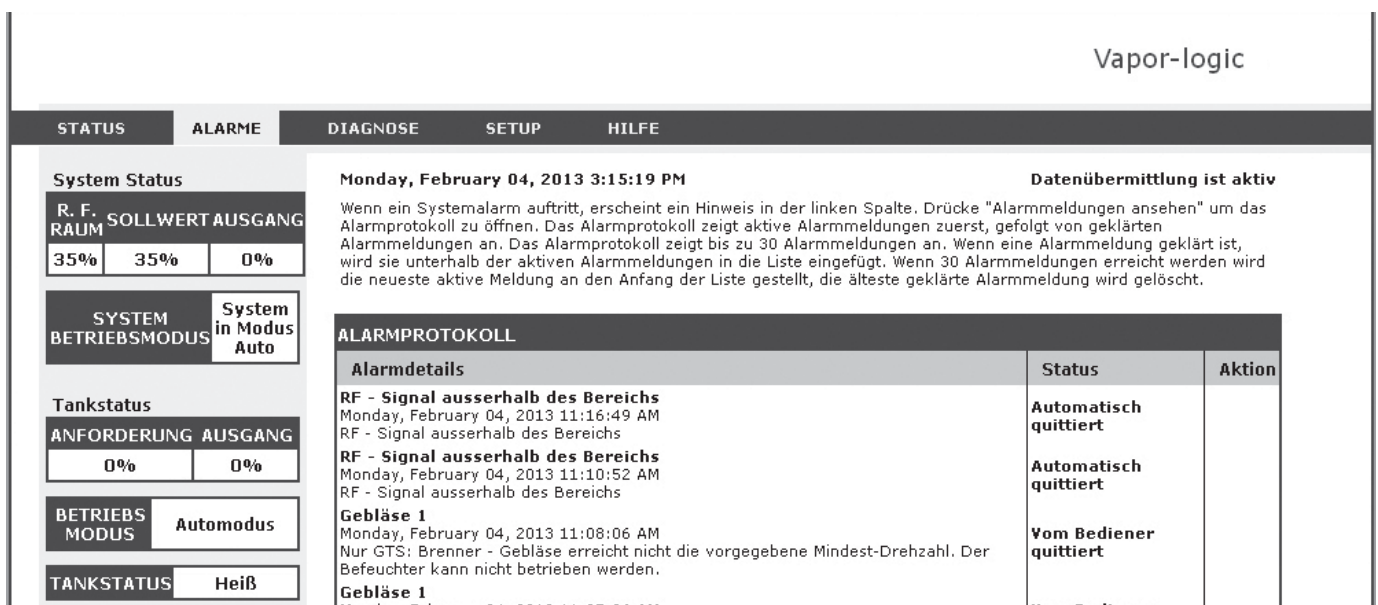 Vapor-logic
STATUS ALARME DIAGNOSE SETUP HILFE
System Status
R. F. RAUM SOLLWERT AUSGANG
35% 35% 0%
SYSTEM BETRIEBSMODUS System in Modus Auto
Tankstatus
ANFORDERUNG AUSGANG
0% 0%
BETRIEBS MODUS Automodus
TANKSTATUS Heiß
Monday, February 04, 2013 3:15:19 PM Datenübermittlung ist aktiv
Wenn ein Systemalarm auftritt, erscheint ein Hinweis in der linken Spalte. Drücke "Alarmmeldungen ansehen" um das
Alarmprotokoll zu öffnen. Das Alarmprotokoll zeigt aktive Alarmmeldungen zuerst, gefolgt von geklärten
Alarmmeldungen an. Das Alarmprotokoll zeigt bis zu 30 Alarmmeldungen an. Wenn eine Alarmmeldung geklärt ist,
wird sie unterhalb der aktiven Alarmmeldungen in die Liste eingefügt. Wenn 30 Alarmmeldungen erreicht werden wird
die neueste aktive Meldung an den Anfang der Liste gestellt, die älteste geklärte Alarmmeldung wird gelöscht.
ALARMPROTOKOLL
Alarmdetails Status Aktion
RF - Signal ausserhalb des Bereichs
Monday, February 04, 2013 11:16:49 AM
RF - Signal ausserhalb des Bereichs
Automatisch
quittiert
RF - Signal ausserhalb des Bereichs
Monday, February 04, 2013 11:10:52 AM
RF - Signal ausserhalb des Bereichs
Automatisch
quittiert
Gebläse 1
Monday, February 04, 2013 11:08:06 AM
Nur GTS: Brenner - Gebläse erreicht nicht die vorgegebene Mindest-Drehzahl. Der
Befeuchter kann nicht betrieben werden.
Vom Bediener
quittiert
Gebläse 1